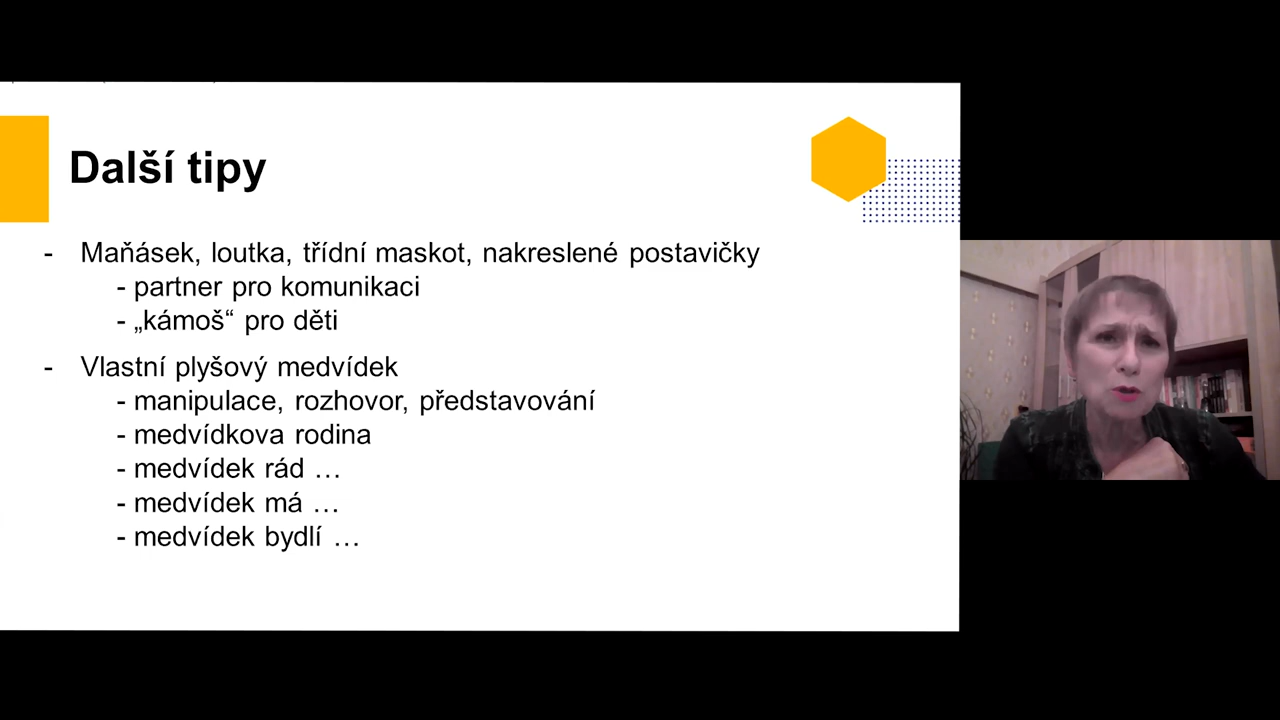 Další tipy
- Maňásek, loutka, třídní maskot, nakreslené postavičky
- partner pro komunikaci
- „kámoš“ pro děti
- Vlastní plyšový medvídek
- manipulace, rozhovor, představování
- medvídkova rodina
- medvídek rád …
- medvídek má …
- medvídek bydlí …